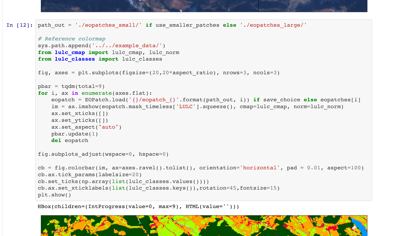 In [12]: path_out = './eopatches_small/' if use_smaller_patches else './eopatches_large/'
# Reference colormap
sys.path.append('../../example_data/')
from lulc_cmap import lulc_cmap, lulc_norm
from lulc_classes import lulc_classes
fig, axes = plt.subplots(figsize=(20,20*aspect_ratio), nrows=3, ncols=3)
pbar = tqdm(total=9)
for i, ax in enumerate(axes.flat):
eopatch = EOPatch.load('{}/eopatch_{}'.format(path_out, i)) if save_choice else eopatches[i]
im = ax.imshow(eopatch.mask_timeless['LULC'].squeeze(), cmap=lulc_cmap, norm=lulc_norm)
ax.set_xticks([])
ax.set_yticks([])
ax.set_aspect("auto")
pbar.update(1)
del eopatch
fig.subplots_adjust(wspace=0, hspace=0)
cb = fig.colorbar(im, ax=axes.ravel().tolist(), orientation='horizontal', pad = 0.01, aspect=100)
cb.ax.tick_params(labelsize=20)
cb.set_ticks(np.array(list(lulc_classes.values())))
cb.ax.set_xticklabels(list(lulc_classes.keys()),rotation=45,fontsize=15)
plt.show()
HBox(children=(IntProgress(value=0, max=9), HTML(value='')))